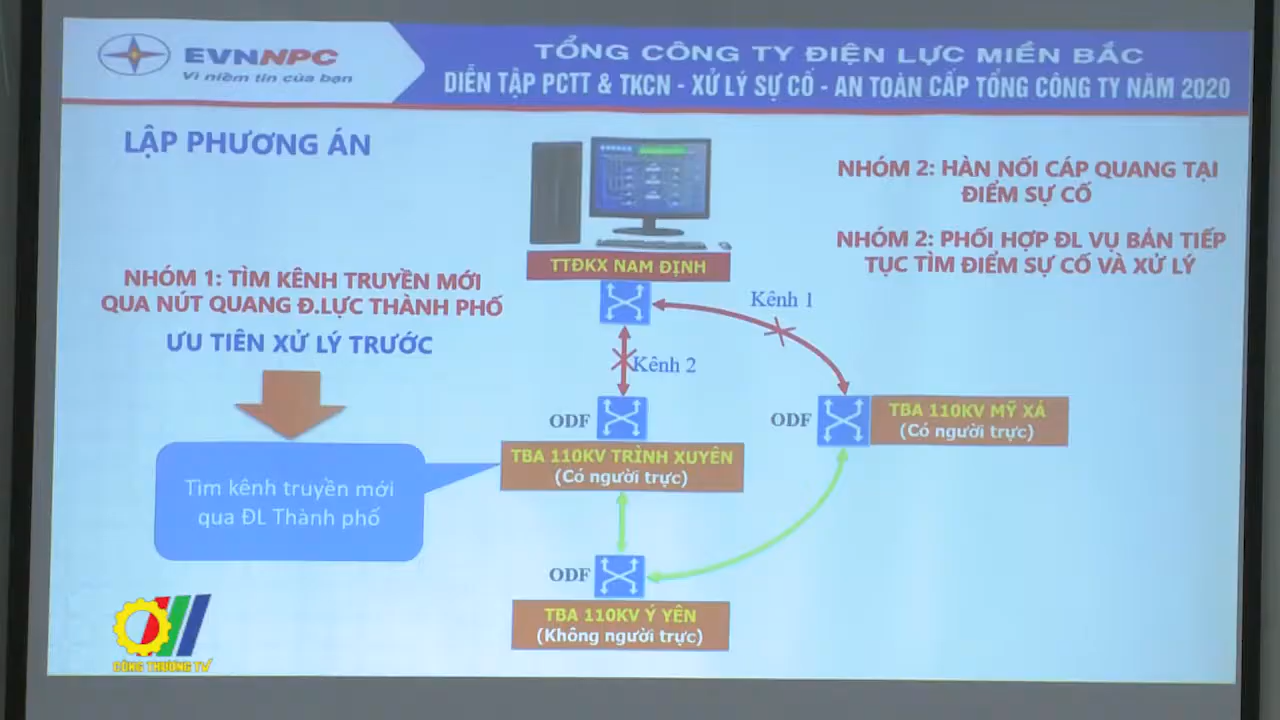 EVNNPC
Vì niềm tin của bạn
TỔNG CÔNG TY ĐIỆN LỰC MIỀN BẮC
DIỄN TẬP PCTT & TKCN - XỬ LÝ SỰ CỐ - AN TOÀN CẤP TỔNG CÔNG TY NĂM 2020
LẬP PHƯƠNG ÁN
NHÓM 2: HÀN NỐI CÁP QUANG TẠI
ĐIỂM SỰ CỐ
NHÓM 2: PHỐI HỢP ĐL VỤ BẢN TIẾP
TỤC TÌM ĐIỂM SỰ CỐ VÀ XỬ LÝ
TTĐKX NAM ĐỊNH
NHÓM 1: TÌM KÊNH TRUYỀN MỚI
QUA NÚT QUANG Đ.LỰC THÀNH PHỐ
ƯU TIÊN XỬ LÝ TRƯỚC
Kênh 1
Kênh 2
ODF
ODF
TBA 110KV MỸ XÁ
(Có người trực)
TBA 110KV TRÌNH XUYÊN
(Có người trực)
Tìm kênh truyền mới
qua ĐL Thành phố
ODF
TBA 110KV Ý YÊN
(Không người trực)
CÔNG THƯƠNG TV